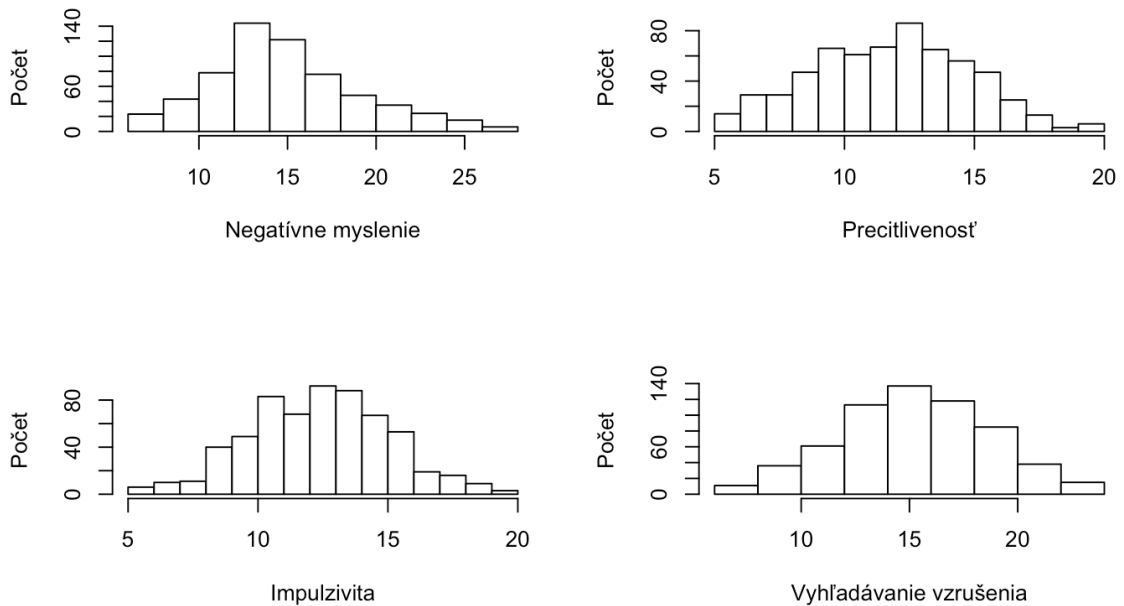 Počet
0 60 140
10 15 20 25
Negatívne myslenie
Počet
0 40 80
5 10 15 20
Precitlivenosť
Počet
0 40 80
5 10 15 20
Impulzivita
Počet
0 60 140
10 15 20
Vyhľadávanie vzrušenia